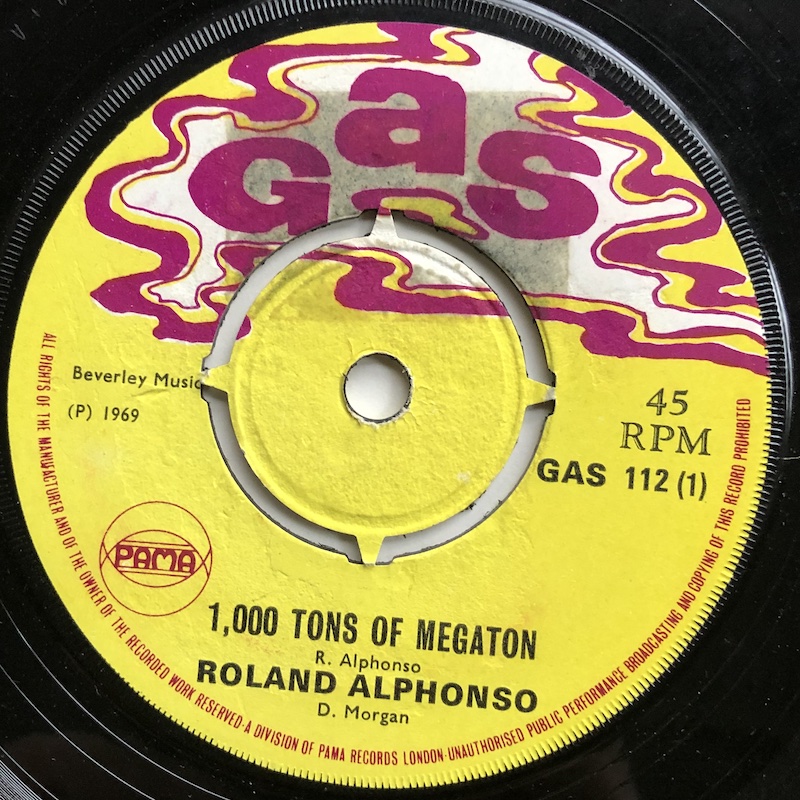 Gas
Beverley Music
(P) 1969
45
RPM
GAS 112 (1)
PAMA
1,000 TONS OF MEGATON
R. Alphonso
ROLAND ALPHONSO
D. Morgan
ALL RIGHTS OF THE MANUFACTURER AND OF THE OWNER OF THE RECORDED WORK RESERVED·A DIVISION OF PAMA RECORDS LONDON·UNAUTHORISED PUBLIC PERFORMANCE BROADCASTING AND COPYING OF THIS RECORD PROHIBITED